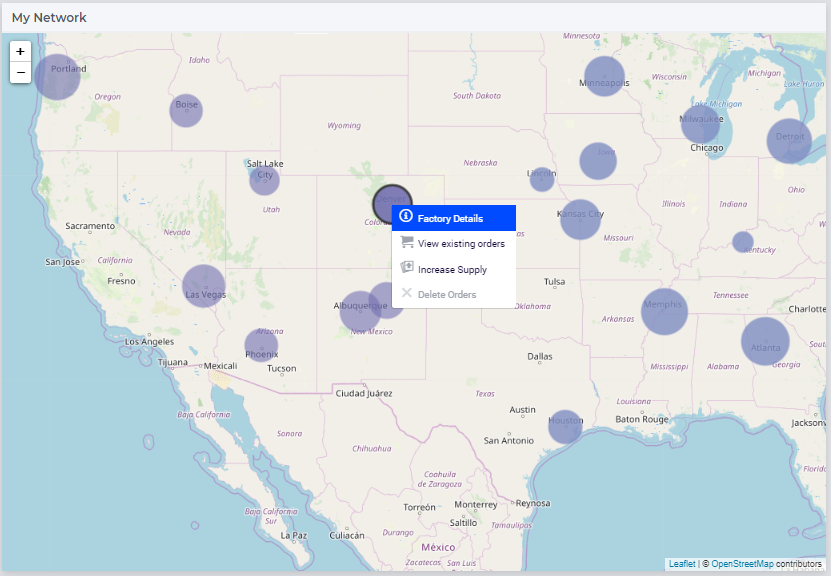 My Network
+
−
Minnesota
Portland
Idaho
Oregon
Boise
Wyoming
South Dakota
Minneapolis
Wisconsin
Michigan
Lake Huron
Lake Michigan
Milwaukee
Chicago
Detroit
Salt Lake
City
Utah
Nebraska
Lincoln
Iowa
Ohio
Illinois
Indiana
Denver
Sacramento
Nevada
California
San Jose
Fresno
Kansas City
Missouri
Kentucky
Factory Details
View existing orders
Increase Supply
Delete Orders
Las Vegas
Tulsa
Oklahoma
Albuquerque
New Mexico
Memphis
Tennessee
Arkansas
Charlotte
Los Angeles
Arizona
Phoenix
Tucson
Tijuana
Mexicali
Dallas
Mississippi
Alabama
Atlanta
Georgia
Ciudad Juárez
Texas
Louisiana
Baja California
Austin
Houston
Baton Rouge
San Antonio
Sonora
Chihuahua
Coahuila
de Zaragoza
Baja California
Sur
Torreón
Monterrey
Reynosa
Saltillo
Tamaulipas
La Paz
Culiacán
Durango
México
Zacatecas
San Luis
Leaflet | © OpenStreetMap contributors